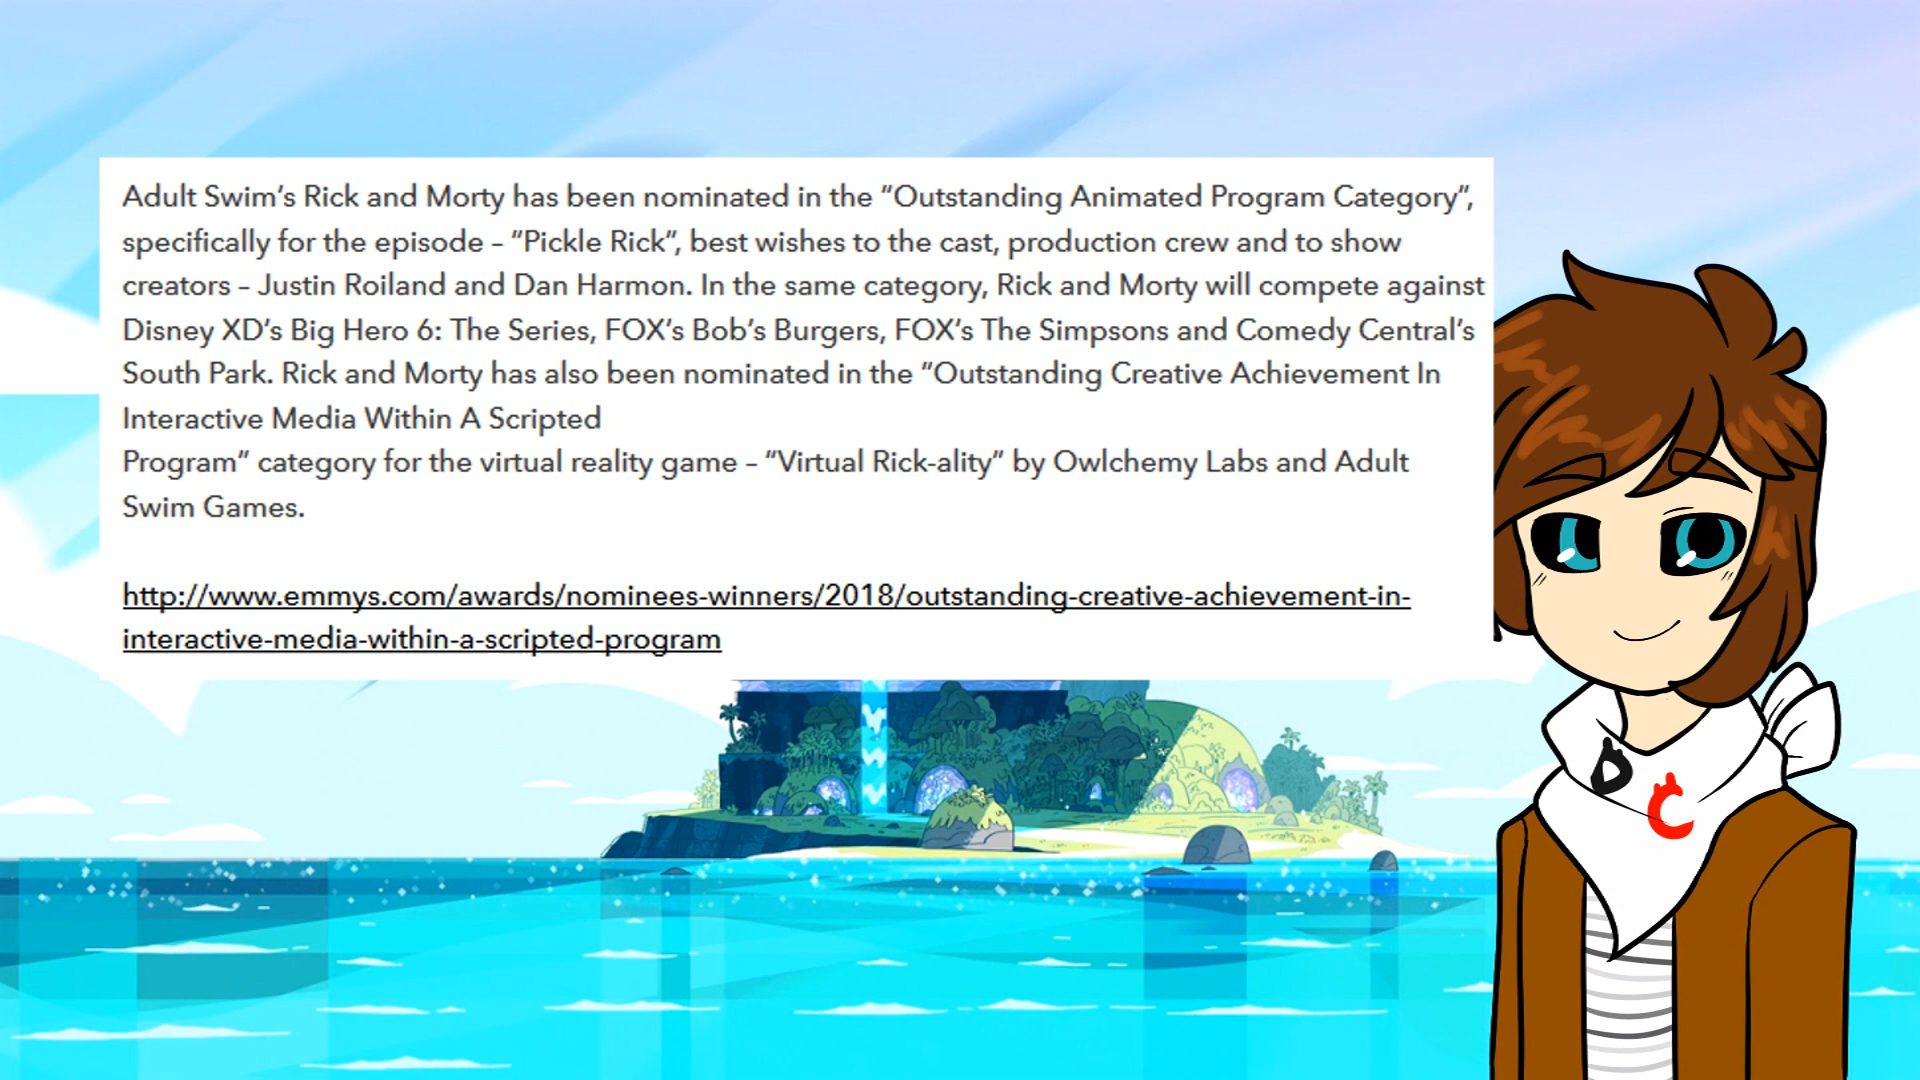 Adult Swim’s Rick and Morty has been nominated in the “Outstanding Animated Program Category”,
specifically for the episode – “Pickle Rick”, best wishes to the cast, production crew and to show
creators – Justin Roiland and Dan Harmon. In the same category, Rick and Morty will compete against
Disney XD’s Big Hero 6: The Series, FOX’s Bob’s Burgers, FOX’s The Simpsons and Comedy Central’s
South Park. Rick and Morty has also been nominated in the “Outstanding Creative Achievement In
Interactive Media Within A Scripted
Program” category for the virtual reality game – “Virtual Rick-ality” by Owlchemy Labs and Adult
Swim Games.
http://www.emmys.com/awards/nominees-winners/2018/outstanding-creative-achievement-in-
interactive-media-within-a-scripted-program
D C